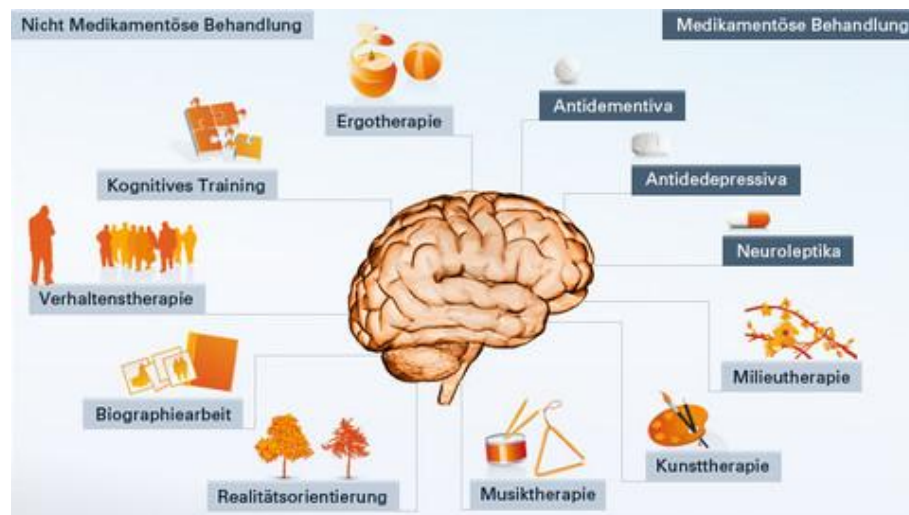 Nicht Medikamentöse Behandlung
Medikamentöse Behandlung
Ergotherapie
Antidementiva
Kognitives Training
Antidedepressiva
Verhaltenstherapie
Neuroleptika
Biographiearbeit
Milieutherapie
Realitätsorientierung
Musiktherapie
Kunsttherapie